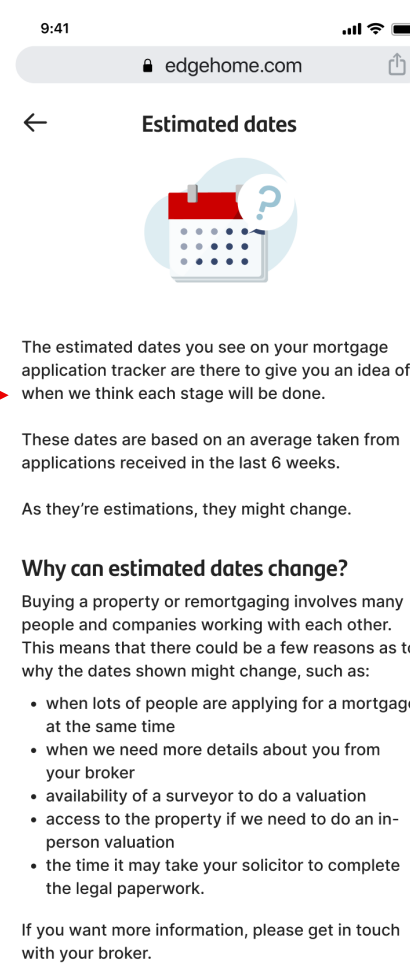 9:41
edgehome.com
Estimated dates
?
The estimated dates you see on your mortgage
application tracker are there to give you an idea of
when we think each stage will be done.
These dates are based on an average taken from
applications received in the last 6 weeks.
As they’re estimations, they might change.
Why can estimated dates change?
Buying a property or remortgaging involves many
people and companies working with each other.
This means that there could be a few reasons as to
why the dates shown might change, such as:
• when lots of people are applying for a mortgage
at the same time
• when we need more details about you from
your broker
• availability of a surveyor to do a valuation
• access to the property if we need to do an in-
person valuation
• the time it may take your solicitor to complete
the legal paperwork.
If you want more information, please get in touch
with your broker.